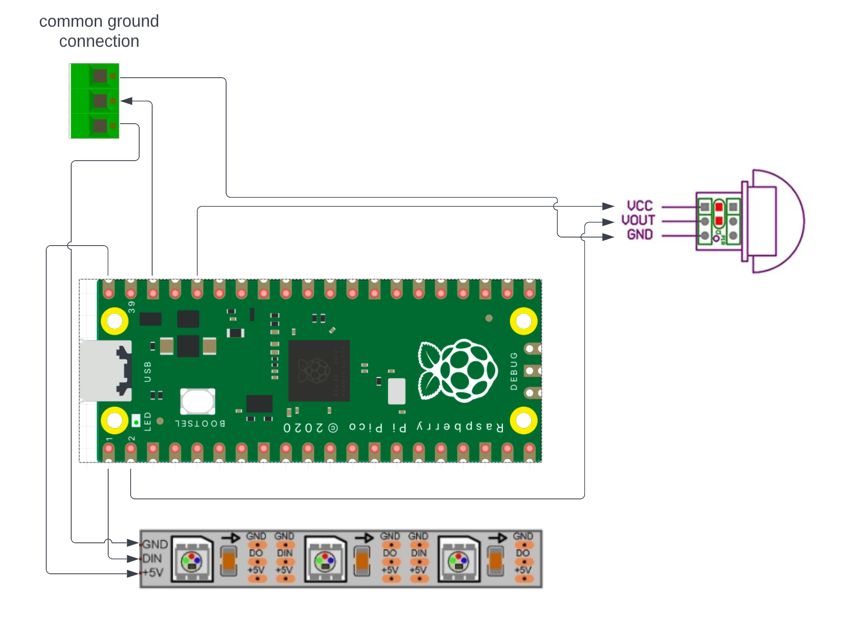 common ground
connection
VCC
VOUT
GND
39
USB
DEBUG
LED
BOOTSEL
Raspberry Pi Pico © 2020
1
2
GND
DIN
+5V
GND
DO
+5V
GND
DIN
+5V
GND
DO
+5V
GND
DIN
+5V
GND
DO
+5V